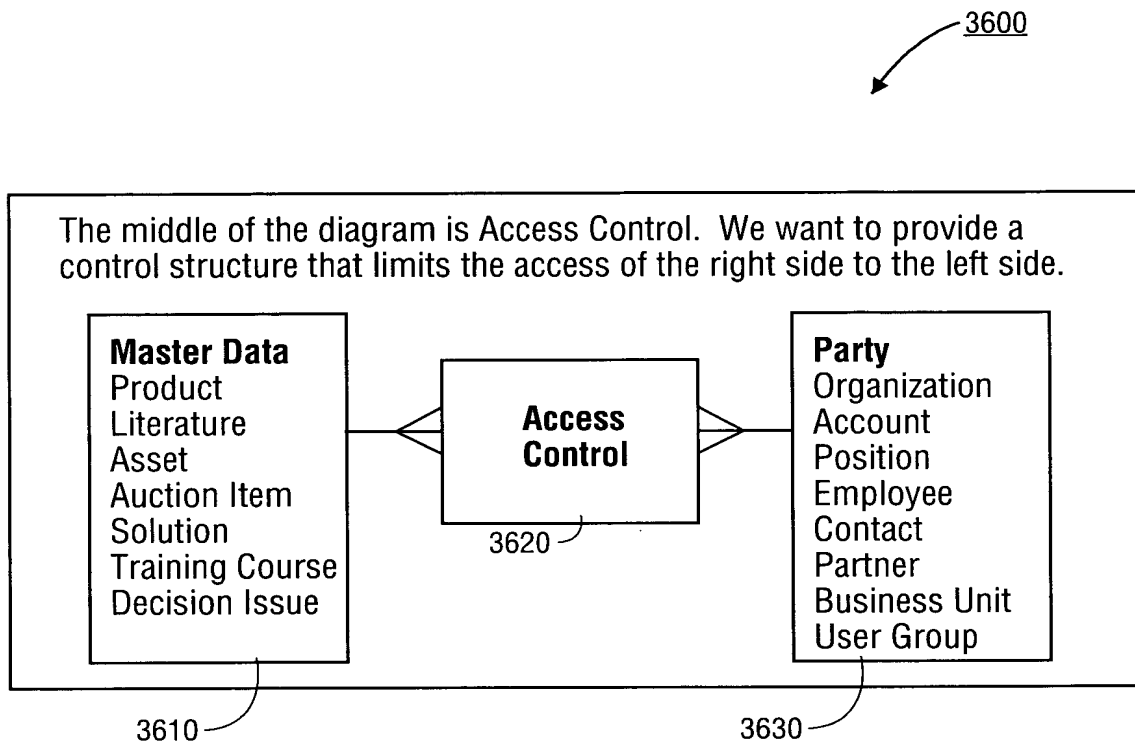 3600
The middle of the diagram is Access Control. We want to provide a
control structure that limits the access of the right side to the left side.
Master Data
Product
Literature
Asset
Auction Item
Solution
Training Course
Decision Issue
3610
Access
Control
3620
Party
Organization
Account
Position
Employee
Contact
Partner
Business Unit
User Group
3630